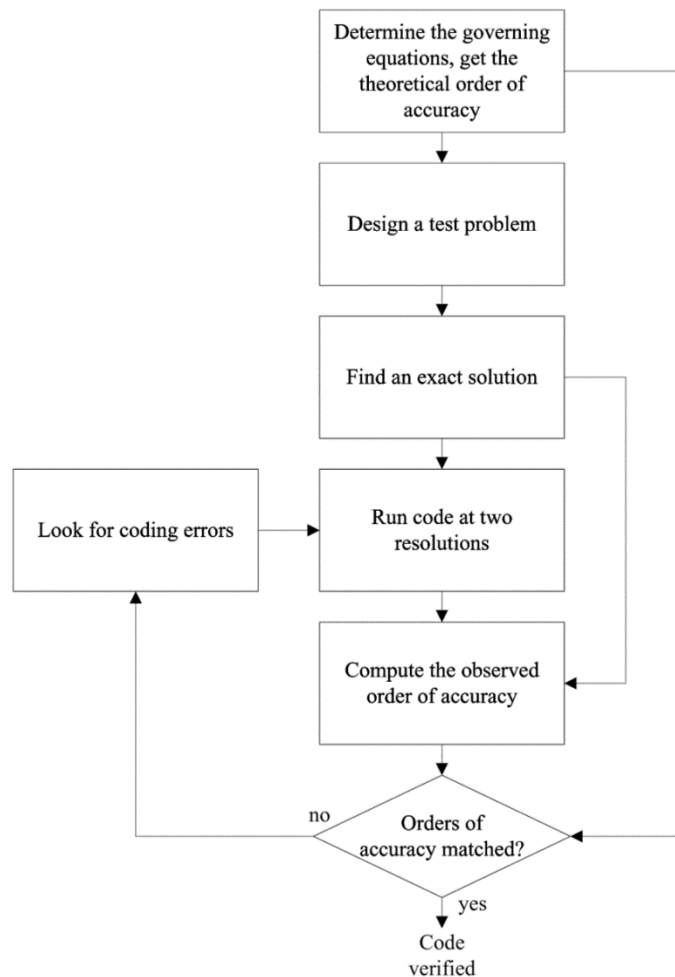 Determine the governing
equations, get the
theoretical order of
accuracy
Design a test problem
Find an exact solution
Look for coding errors
Run code at two
resolutions
Compute the observed
order of accuracy
no
Orders of
accuracy matched?
yes
Code
verified